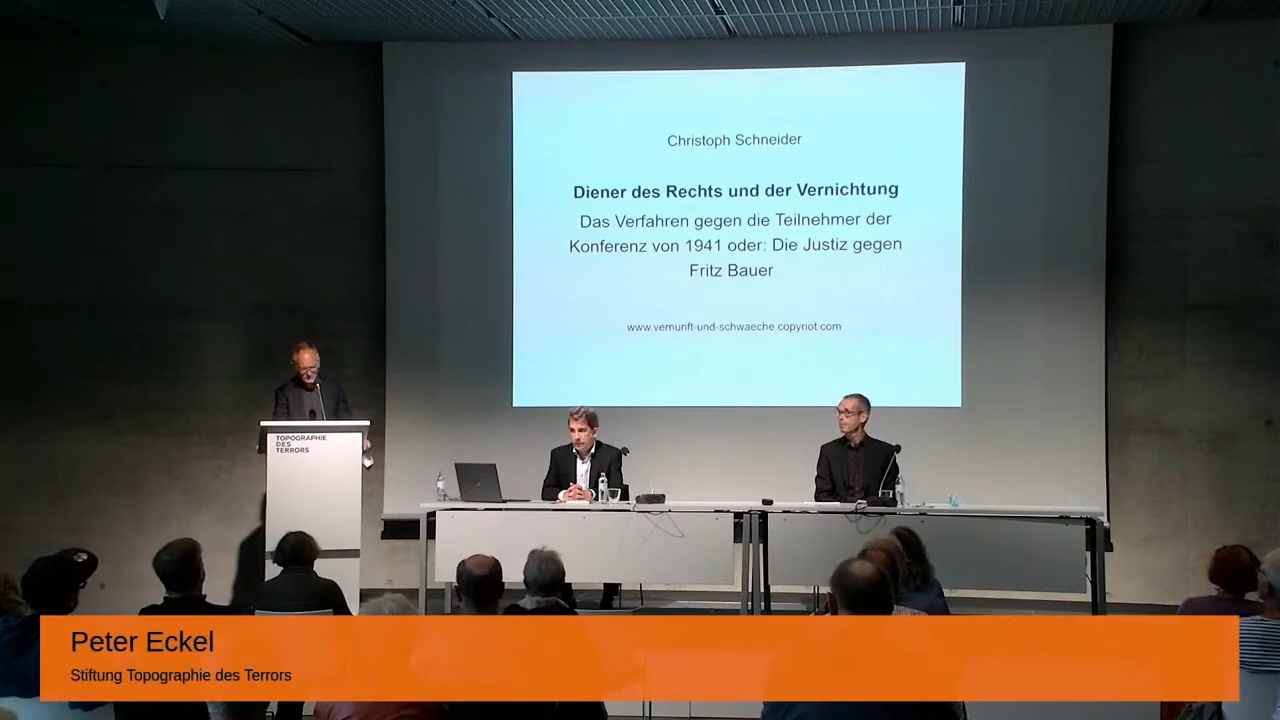 Christoph Schneider
Diener des Rechts und der Vernichtung
Das Verfahren gegen die Teilnehmer der
Konferenz von 1941 oder: Die Justiz gegen
Fritz Bauer
www.vernunft-und-schwaeche.copyriot.com
TOPOGRAPHIE
DES
TERRORS
Peter Eckel
Stiftung Topographie des Terrors